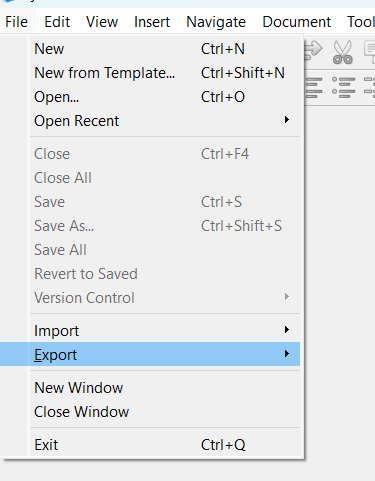 File Edit View Insert Navigate Document
New Ctrl+N
New from Template... Ctrl+Shift+N
Open... Ctrl+O
Open Recent
Close Ctrl+F4
Close All
Save Ctrl+S
Save As... Ctrl+Shift+S
Save All
Revert to Saved
Version Control
Import
Export
New Window
Close Window
Exit Ctrl+Q